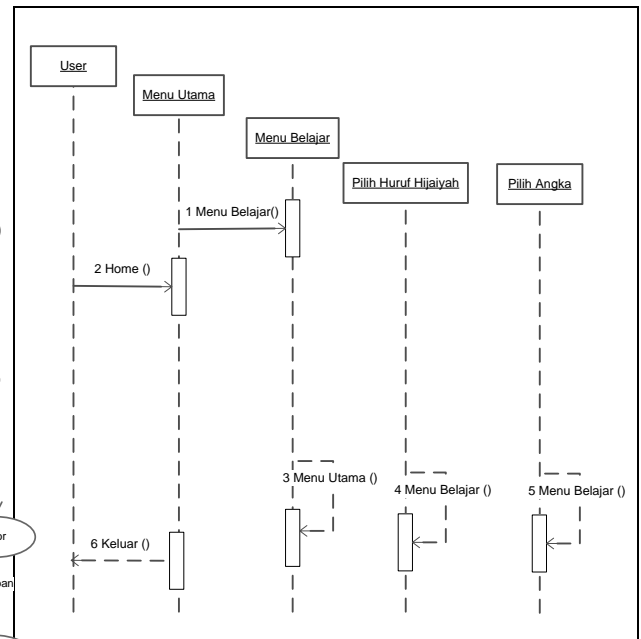 User
Menu Utama
Menu Belajar
Pilih Huruf Hijaiyah
Pilih Angka
1 Menu Belajar()
2 Home ()
3 Menu Utama ()
4 Menu Belajar ()
5 Menu Belajar ()
6 Keluar ()